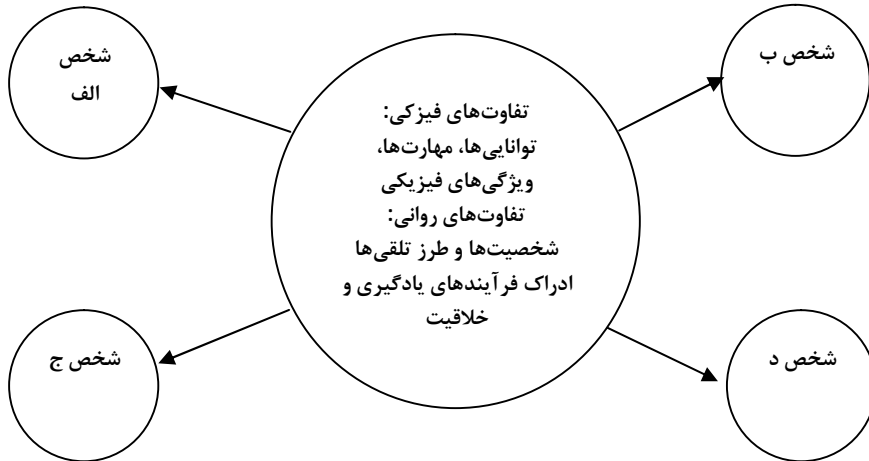 شخص ب
شخص
الف
تفاوت‌های فیزکی:
توانایی‌ها، مهارت‌ها،
ویژگی‌های فیزیکی
تفاوت‌های روانی:
شخصیت‌ها و طرز تلقی‌ها
ادراک فرآیندهای یادگیری و
خلاقیت
شخص د
شخص ج